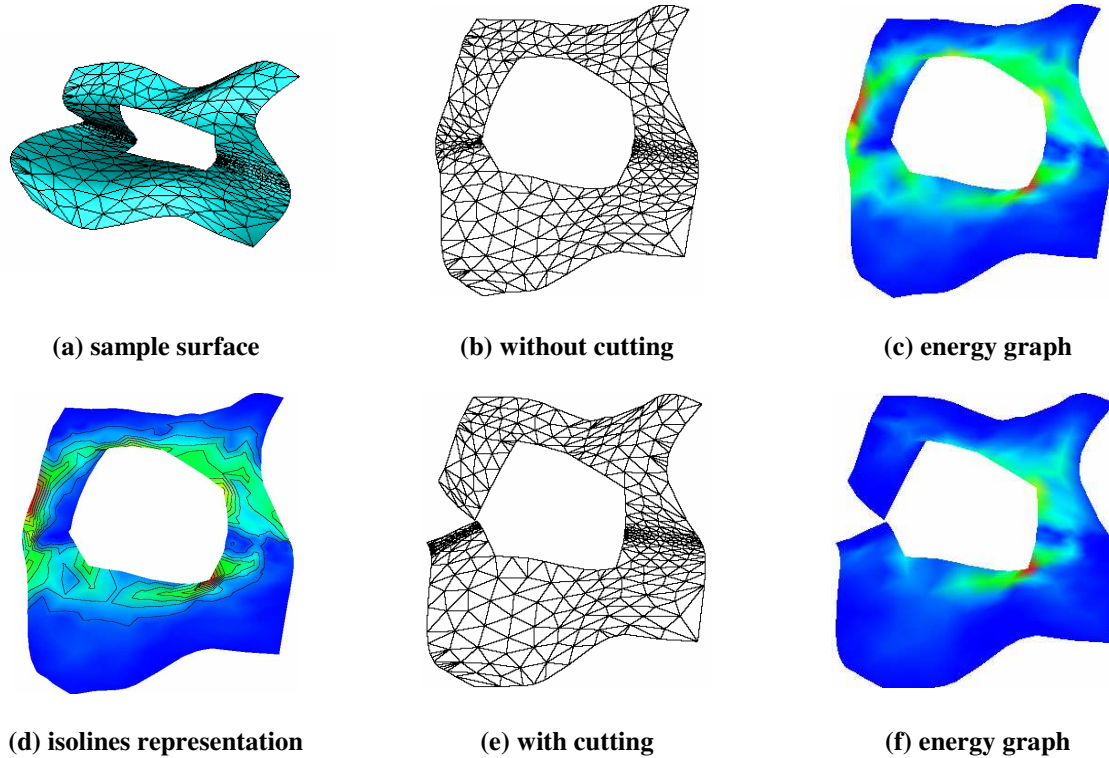 (a) sample surface
(b) without cutting
(c) energy graph
(d) isolines representation
(e) with cutting
(f) energy graph